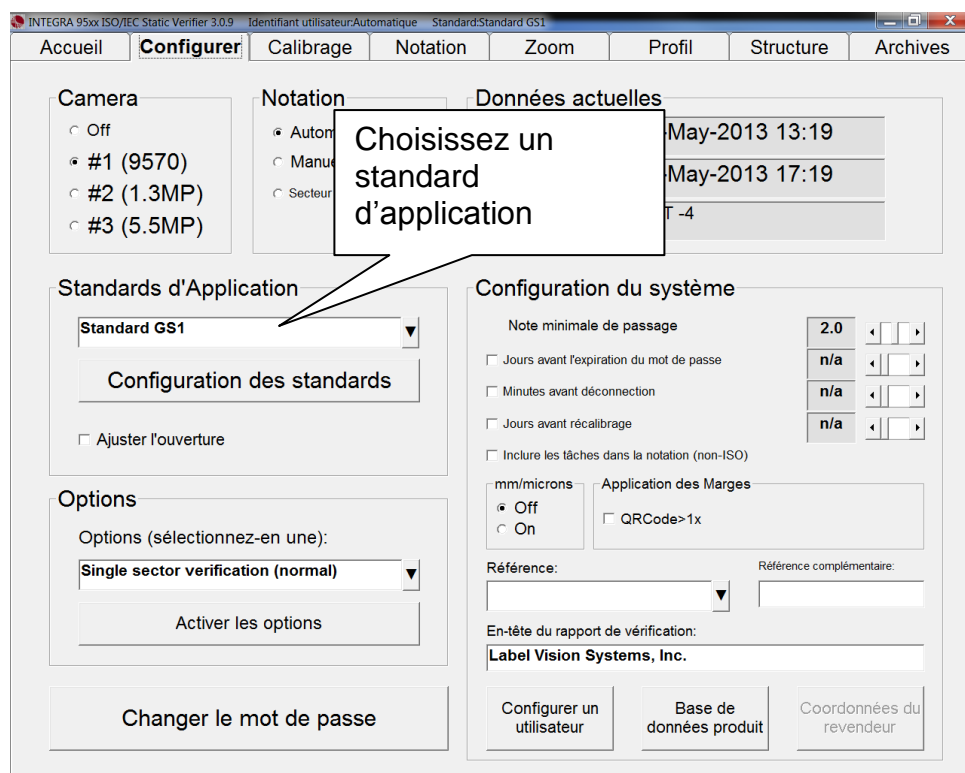 INTEGRA 95xx ISO/IEC Static Verifier 3.0.9 Identifiant utilisateur:Automatique Standard:Standard GS1
Accueil Configurer Calibrage Notation Zoom Profil Structure Archives
Camera
Off
#1 (9570)
#2 (1.3MP)
#3 (5.5MP)
Notation
Secteur
Données actuelles
2013 13:19
2013 17:19
-4
Choisissez un
standard
d’application
Standards d'Application
Standard GS1
Configuration des standards
Ajuster l'ouverture
Options
Options (sélectionnez-en une):
Single sector verification (normal)
Activer les options
Changer le mot de passe
Configuration du système
Note minimale de passage 2.0
Jours avant l'expiration du mot de passe n/a
Minutes avant déconnection n/a
Jours avant récalibrage n/a
Inclure les tâches dans la notation (non-ISO)
mm/microns
Off
On
Application des Marges
QRCode>1x
Référence:
Référence complémentaire:
En-tête du rapport de vérification:
Label Vision Systems, Inc.
Configurer un
utilisateur
Base de
données produit
Coordonnées du
revendeur